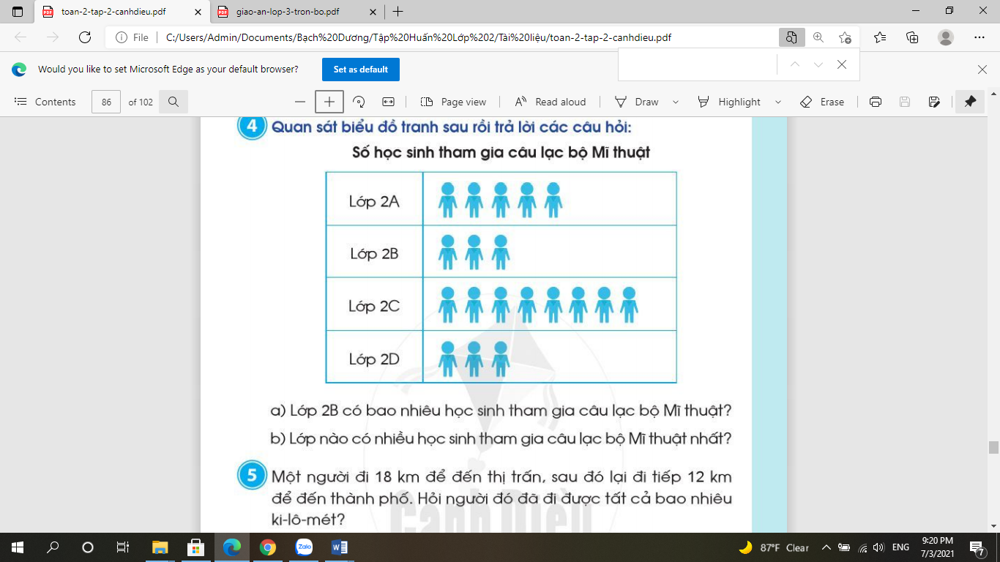 toan-2-tap-2-canhdieu.pdf
giao-an-lop-3-tron-bo.pdf
File
C:/Users/Admin/Documents/Bạch%20Dương/Tập%20Huấn%20Lớp%202/Tài%20liệu/toan-2-tap-2-canhdieu.pdf
Would you like to set Microsoft Edge as your default browser?
Set as default
Contents
86 of 102
Page view
Read aloud
Draw
Highlight
Erase
4 Quan sát biểu đồ tranh sau rồi trả lời các câu hỏi:
Số học sinh tham gia câu lạc bộ Mĩ thuật
Lớp 2A
Lớp 2B
Lớp 2C
Lớp 2D
a) Lớp 2B có bao nhiêu học sinh tham gia câu lạc bộ Mĩ thuật?
b) Lớp nào có nhiều học sinh tham gia câu lạc bộ Mĩ thuật nhất?
5 Một người đi 18 km để đến thị trấn, sau đó lại đi tiếp 12 km
để đến thành phố. Hỏi người đó đã đi được tất cả bao nhiêu
ki-lô-mét?
Cánh Diều
Zalo
87°F Clear
ENG
9:20 PM
7/3/2021
7